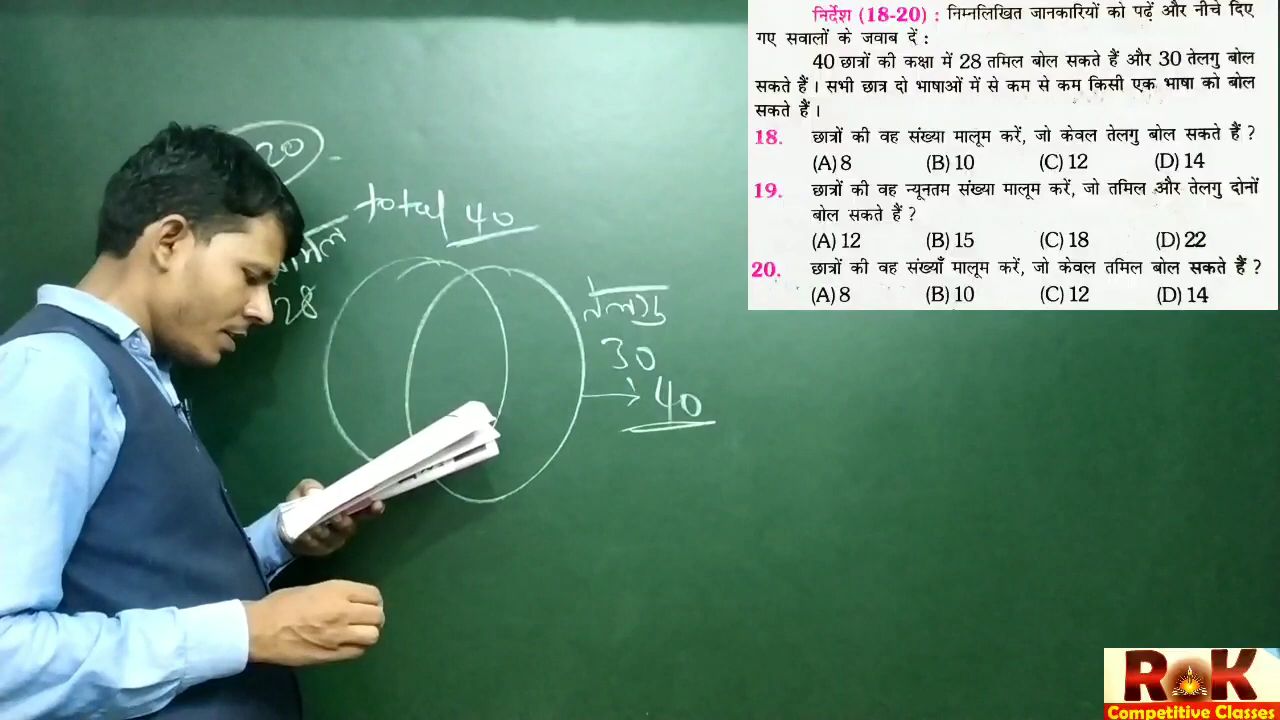 निर्देश (18-20) : निम्नलिखित जानकारियों को पढ़ें और नीचे दिए
गए सवालों के जवाब दें :
40 छात्रों की कक्षा में 28 तमिल बोल सकते हैं और 30 तेलगु बोल
सकते हैं। सभी छात्र दो भाषाओं में से कम से कम किसी एक भाषा को बोल
सकते हैं।
18. छात्रों की वह संख्या मालूम करें, जो केवल तेलगु बोल सकते हैं ?
(A) 8 (B) 10 (C) 12 (D) 14
19. छात्रों की वह न्यूनतम संख्या मालूम करें, जो तमिल और तेलगु दोनों
बोल सकते हैं ?
(A) 12 (B) 15 (C) 18 (D) 22
20. छात्रों की वह संख्याँ मालूम करें, जो केवल तमिल बोल सकते हैं ?
(A) 8 (B) 10 (C) 12 (D) 14
20
total 40
28
तेलगु
30
40
RK
Competitive Classes